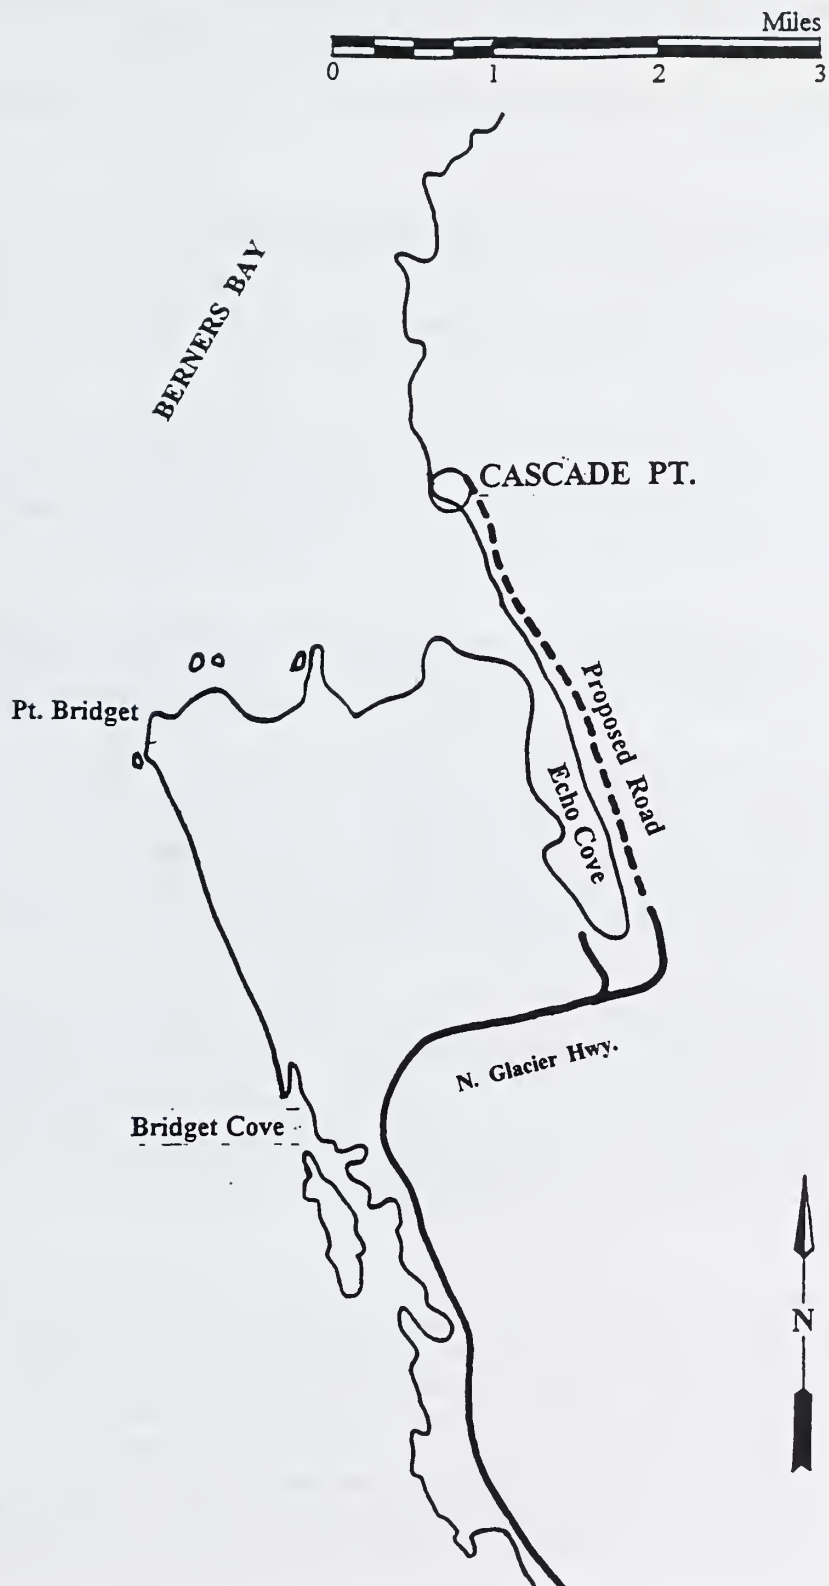 Miles
0 1 2 3
BERNERS BAY
CASCADE PT.
Proposed Road
Pt. Bridget
Echo Cove
N. Glacier Hwy.
Bridget Cove
N